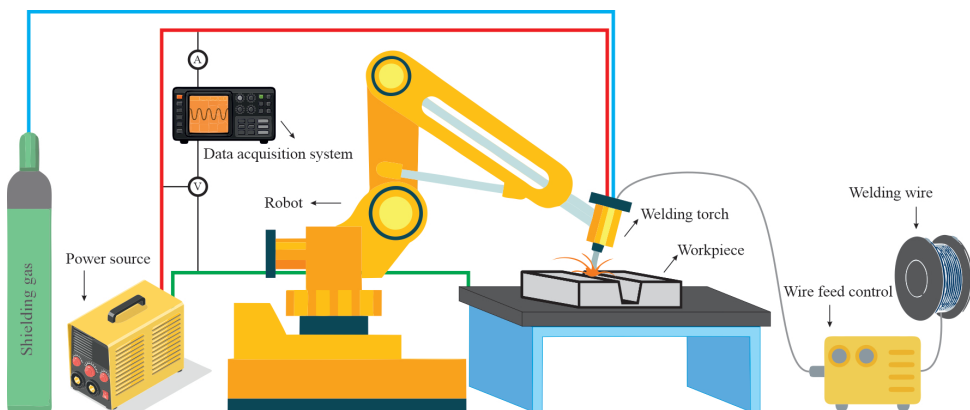 A
Data acquisition system
V
Robot
Welding torch
Welding wire
Workpiece
Power source
Wire feed control
Shielding gas